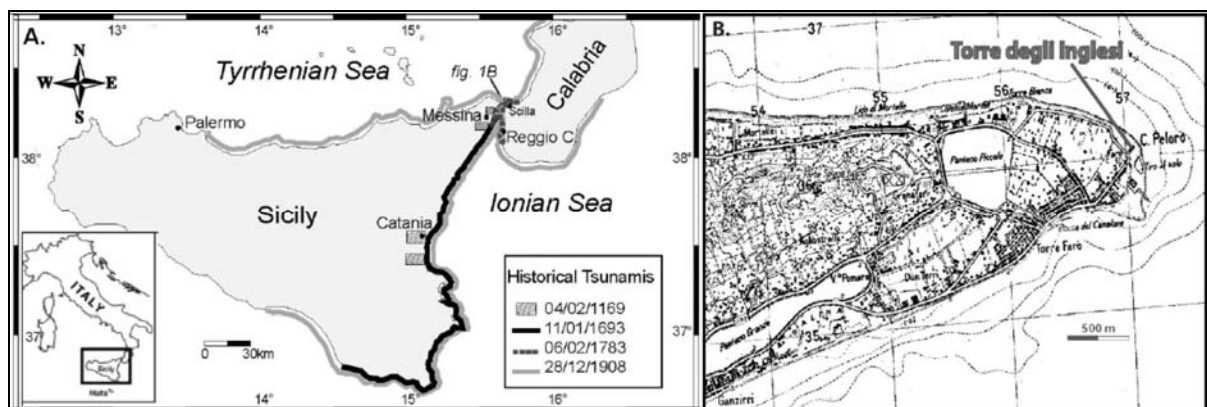 A.
13°
14°
15°
16°
N
W E
S
Tyrrhenian Sea
fig. 1B
Calabria
Messina
Scilla
Palermo
Reggio C
38°
38°
Ionian Sea
Sicily
Catania
ITALY
Sicily
Malta
37°
37°
0 30km
Historical Tsunamis
04/02/1169
11/01/1693
06/02/1783
28/12/1908
14°
15°
16°
B.
37
Torre degli Inglesi
54
55
56
57
Torre Bianca
C. Peloro
Pantano Piccolo
Torre Faro
Pantano Grande
35
500 m
Ganzirri